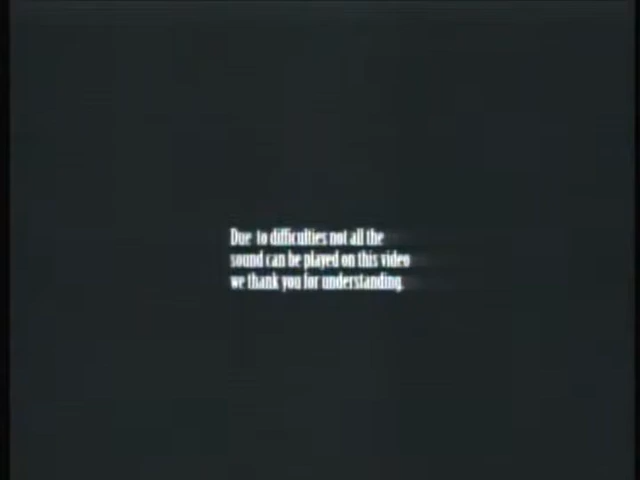 Due to difficulties not all the
sound can be played on this video
we thank you for understanding.